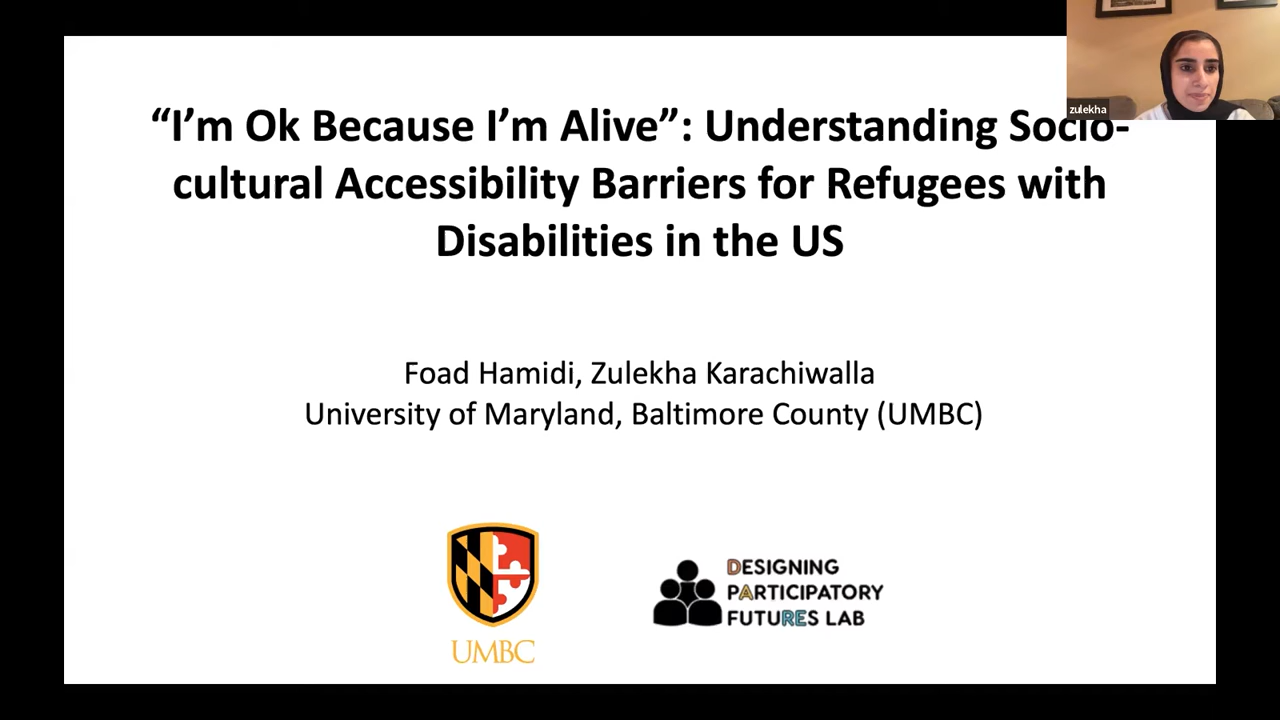 zulekha
“I’m Ok Because I’m Alive”: Understanding Socio-
cultural Accessibility Barriers for Refugees with
Disabilities in the US
Foad Hamidi, Zulekha Karachiwalla
University of Maryland, Baltimore County (UMBC)
UMBC
DESIGNING
PARTICIPATORY
FUTURES LAB